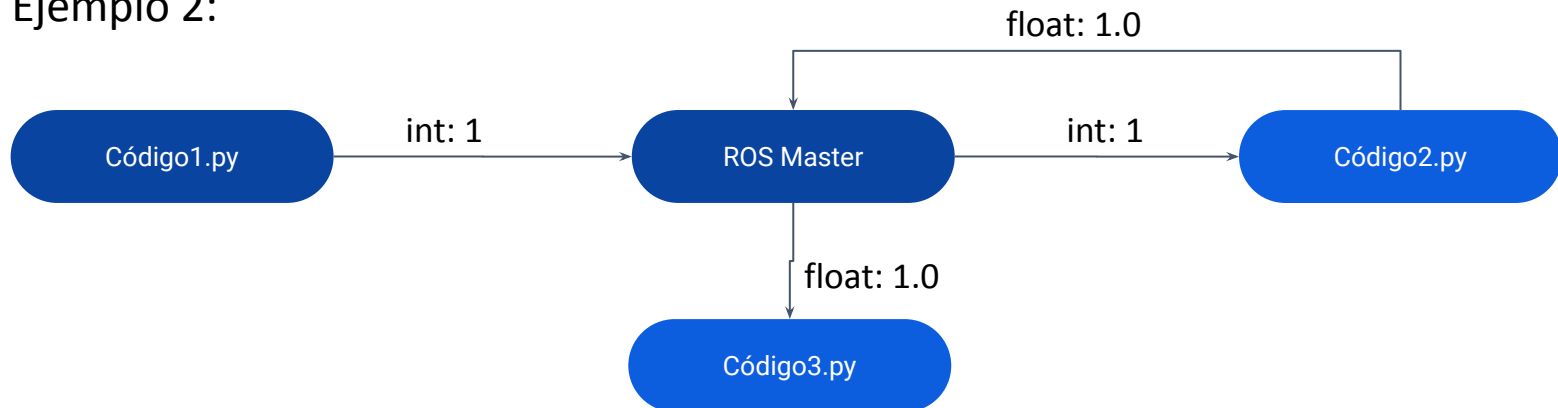 Ejemplo 2:
float: 1.0
Código1.py
int: 1
ROS Master
int: 1
Código2.py
float: 1.0
Código3.py